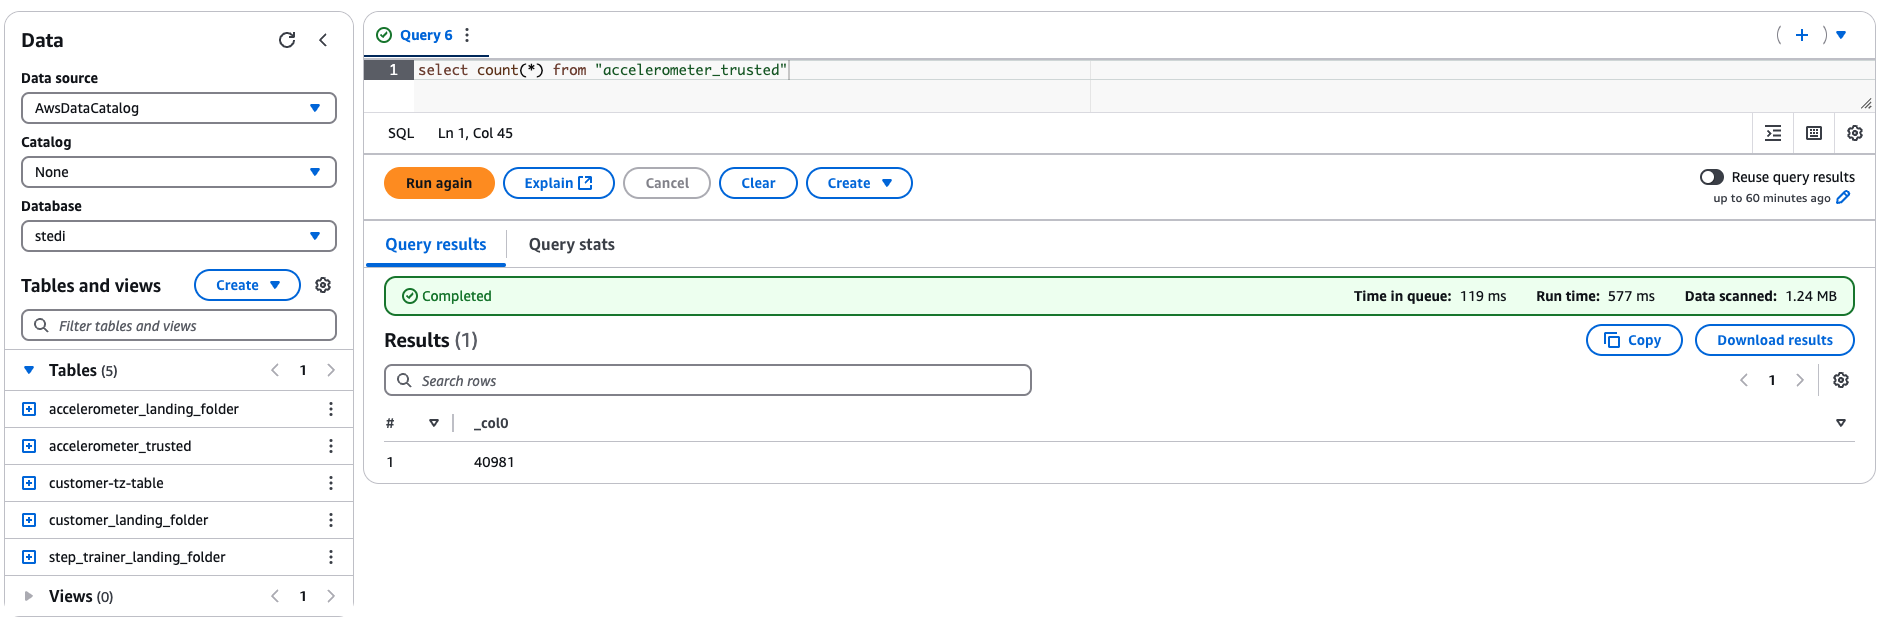 Data
Data source
AwsDataCatalog
Catalog
None
Database
stedi
Tables and views
Create
Filter tables and views
Tables (5)
1
accelerometer_landing_folder
accelerometer_trusted
customer-tz-table
customer_landing_folder
step_trainer_landing_folder
Views (0)
1
Query 6
1 select count(*) from "accelerometer_trusted"
SQL Ln 1, Col 45
Run again Explain Cancel Clear Create
Reuse query results
up to 60 minutes ago
Query results Query stats
Completed Time in queue: 119 ms Run time: 577 ms Data scanned: 1.24 MB
Results (1) Copy Download results
Search rows 1
# _col0
1 40981